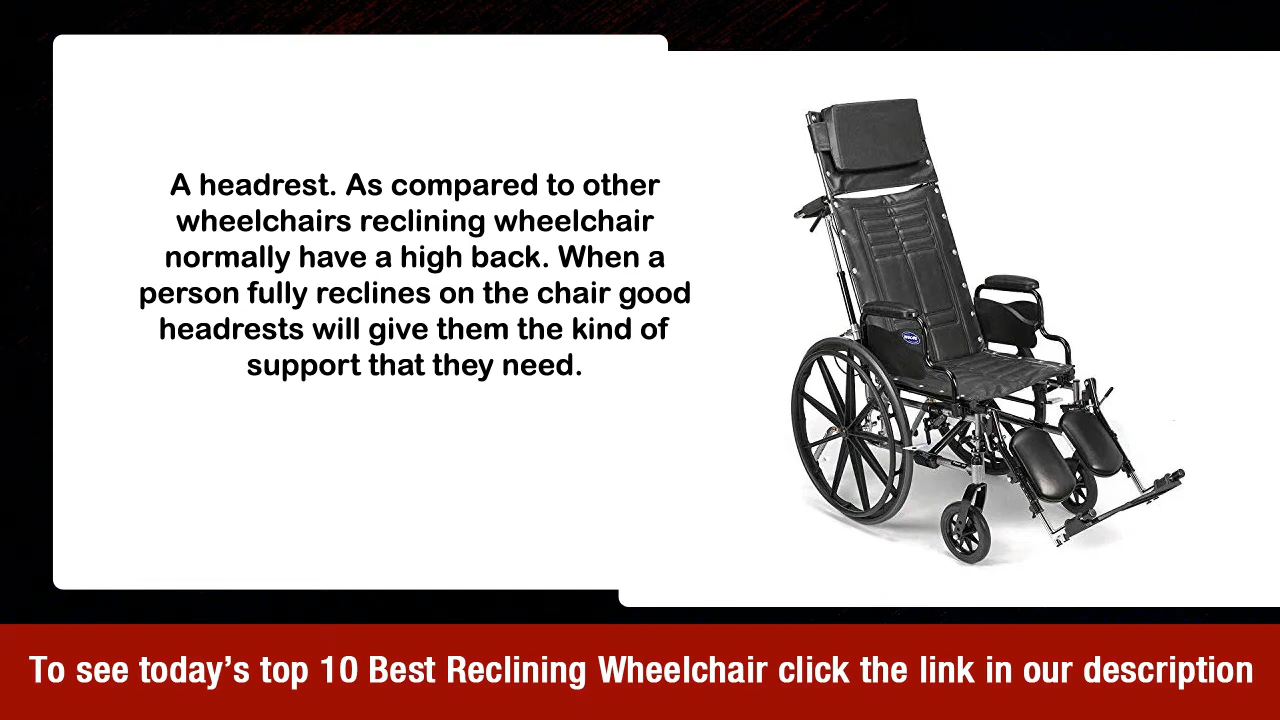 A headrest. As compared to other
wheelchairs reclining wheelchair
normally have a high back. When a
person fully reclines on the chair good
headrests will give them the kind of
support that they need.
To see today's top 10 Best Reclining Wheelchair click the link in our description